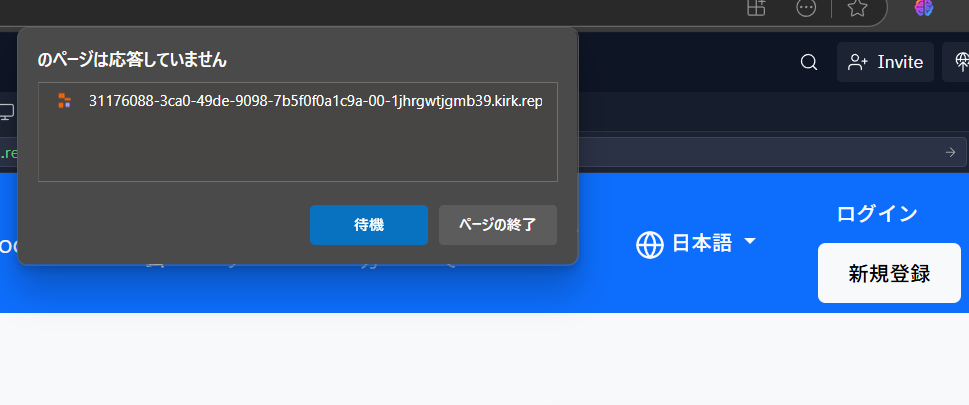 のページは応答していません
Invite
31176088-3ca0-49de-9098-7b5f0f0a1c9a-00-1jhrgwtjgmb39.kirk.rep
.re
待機
ページの終了
ログイン
日本語
新規登録